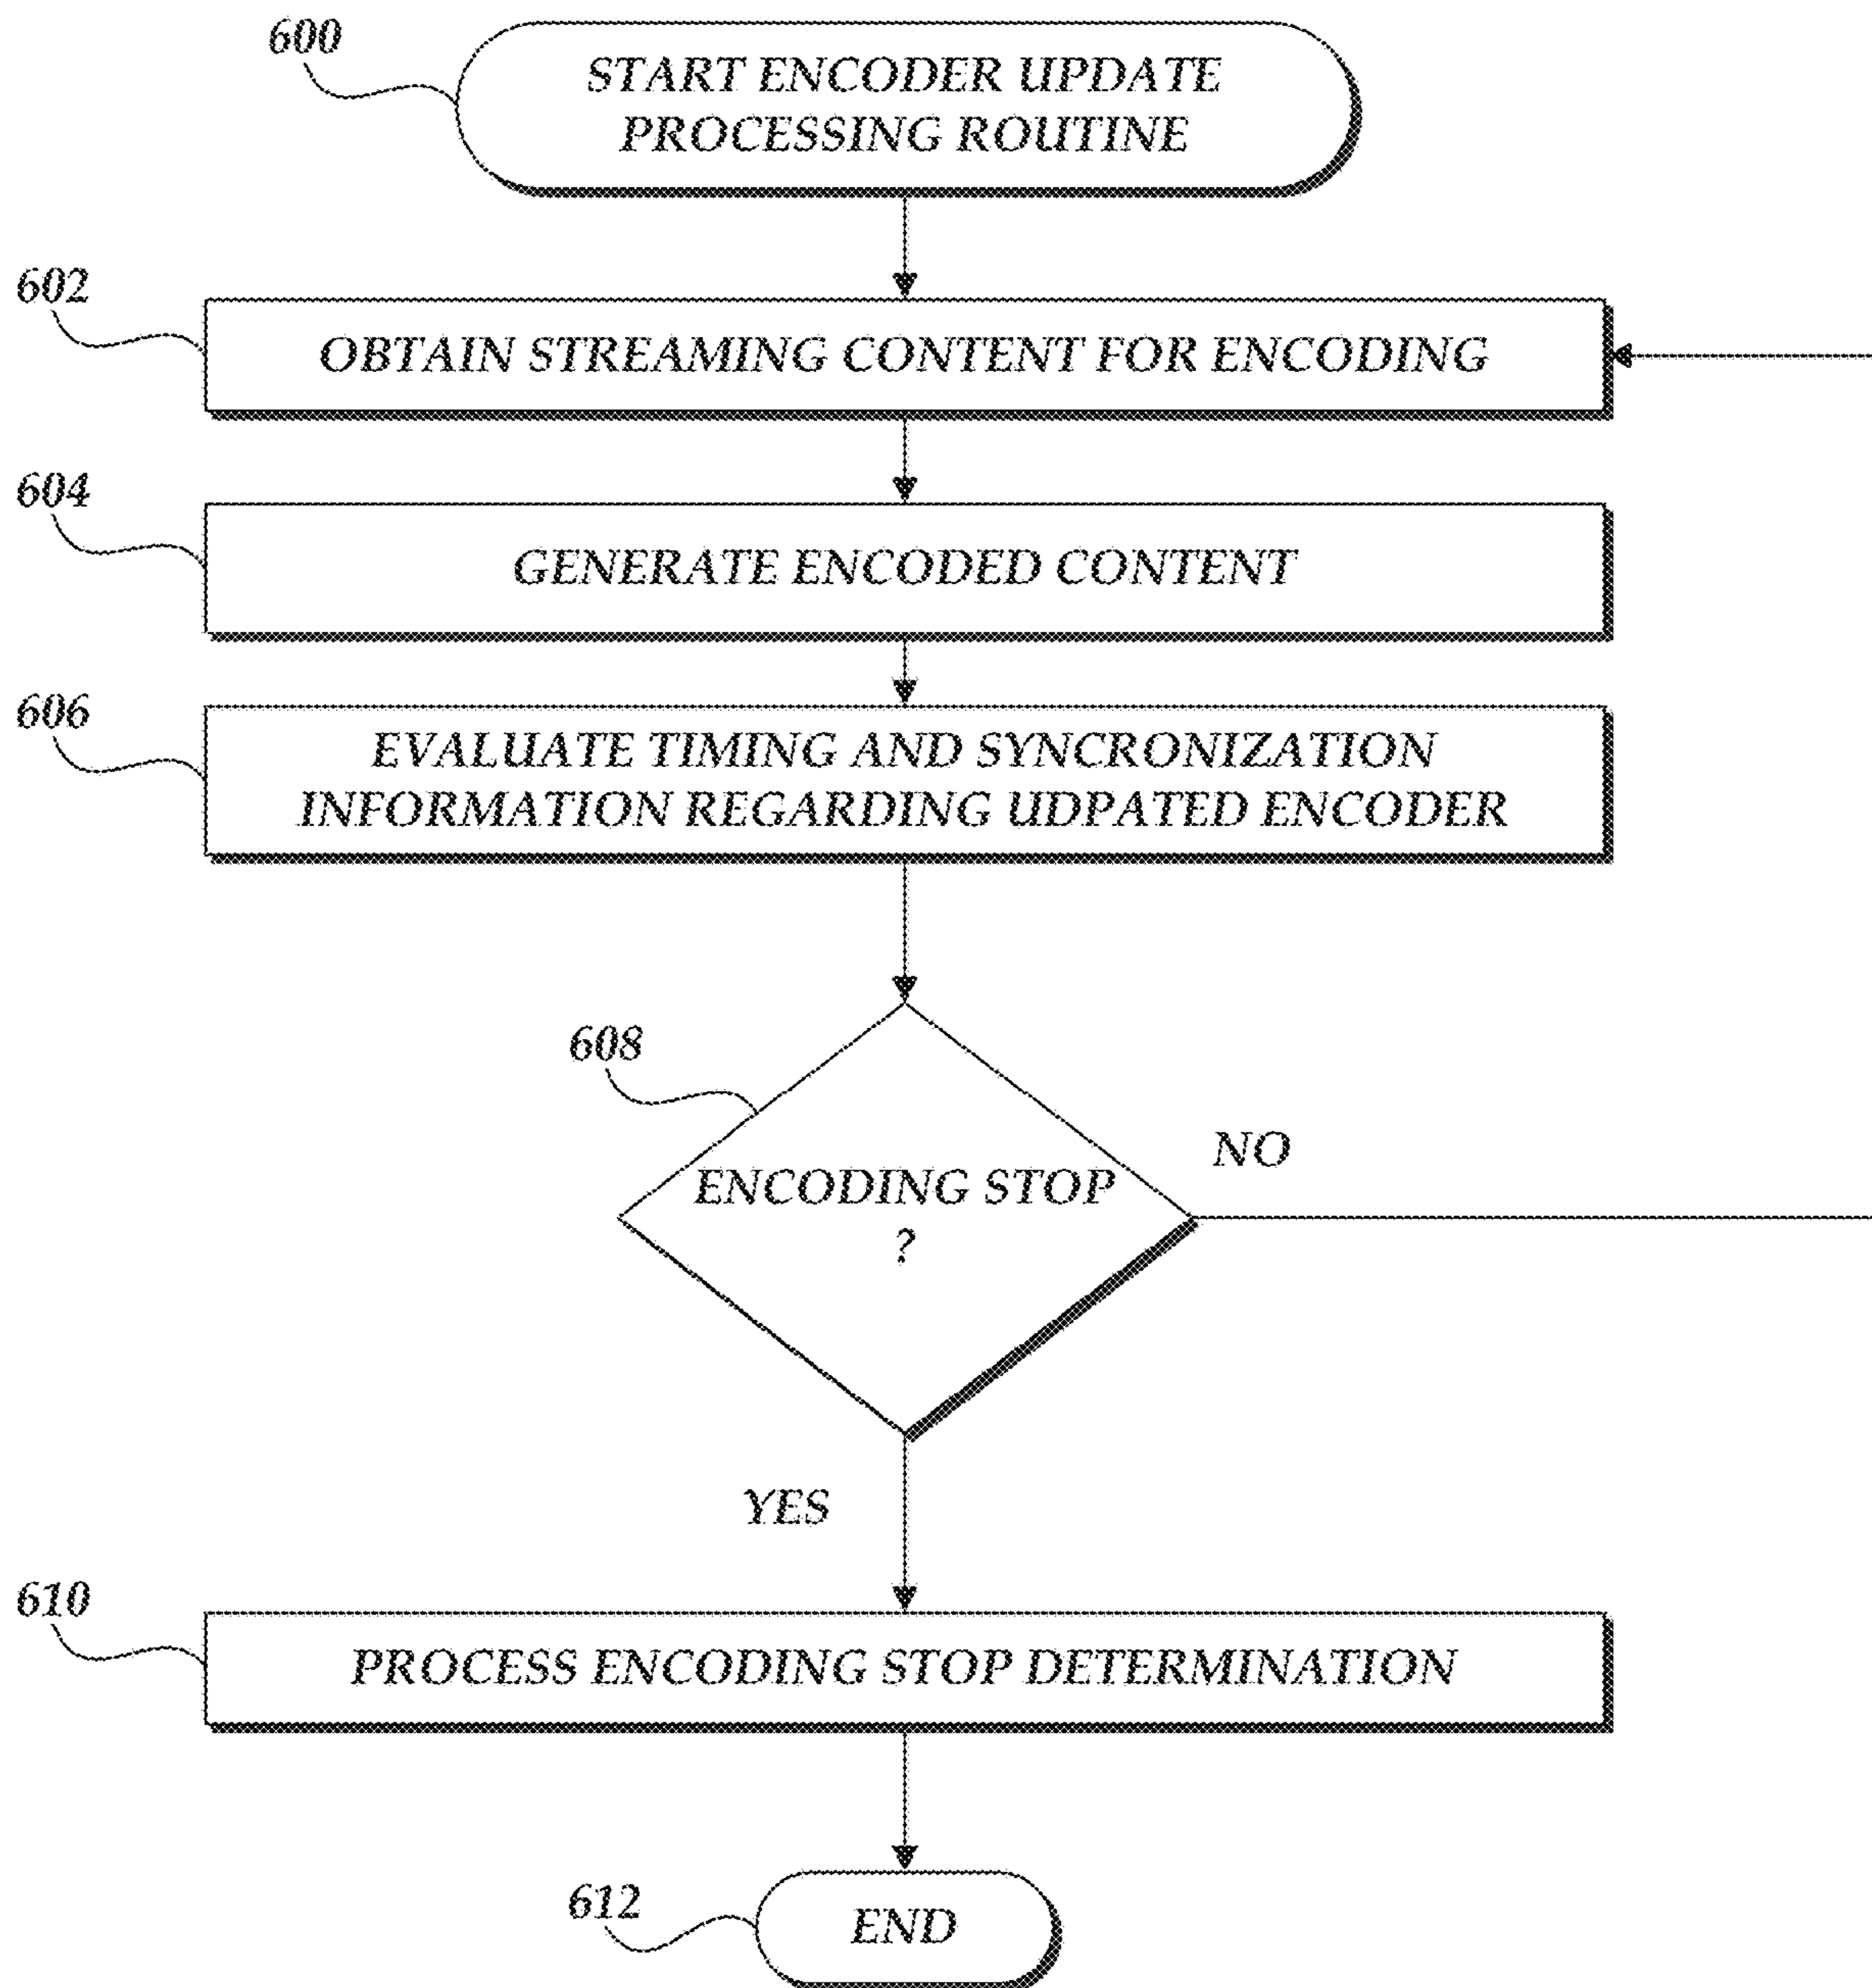 600
START ENCODER UPDATE
PROCESSING ROUTINE
602
OBTAIN STREAMING CONTENT FOR ENCODING
604
GENERATE ENCODED CONTENT
606
EVALUATE TIMING AND SYNCRONIZATION
INFORMATION REGARDING UDPATED ENCODER
608
ENCODING STOP
?
NO
YES
610
PROCESS ENCODING STOP DETERMINATION
612
END